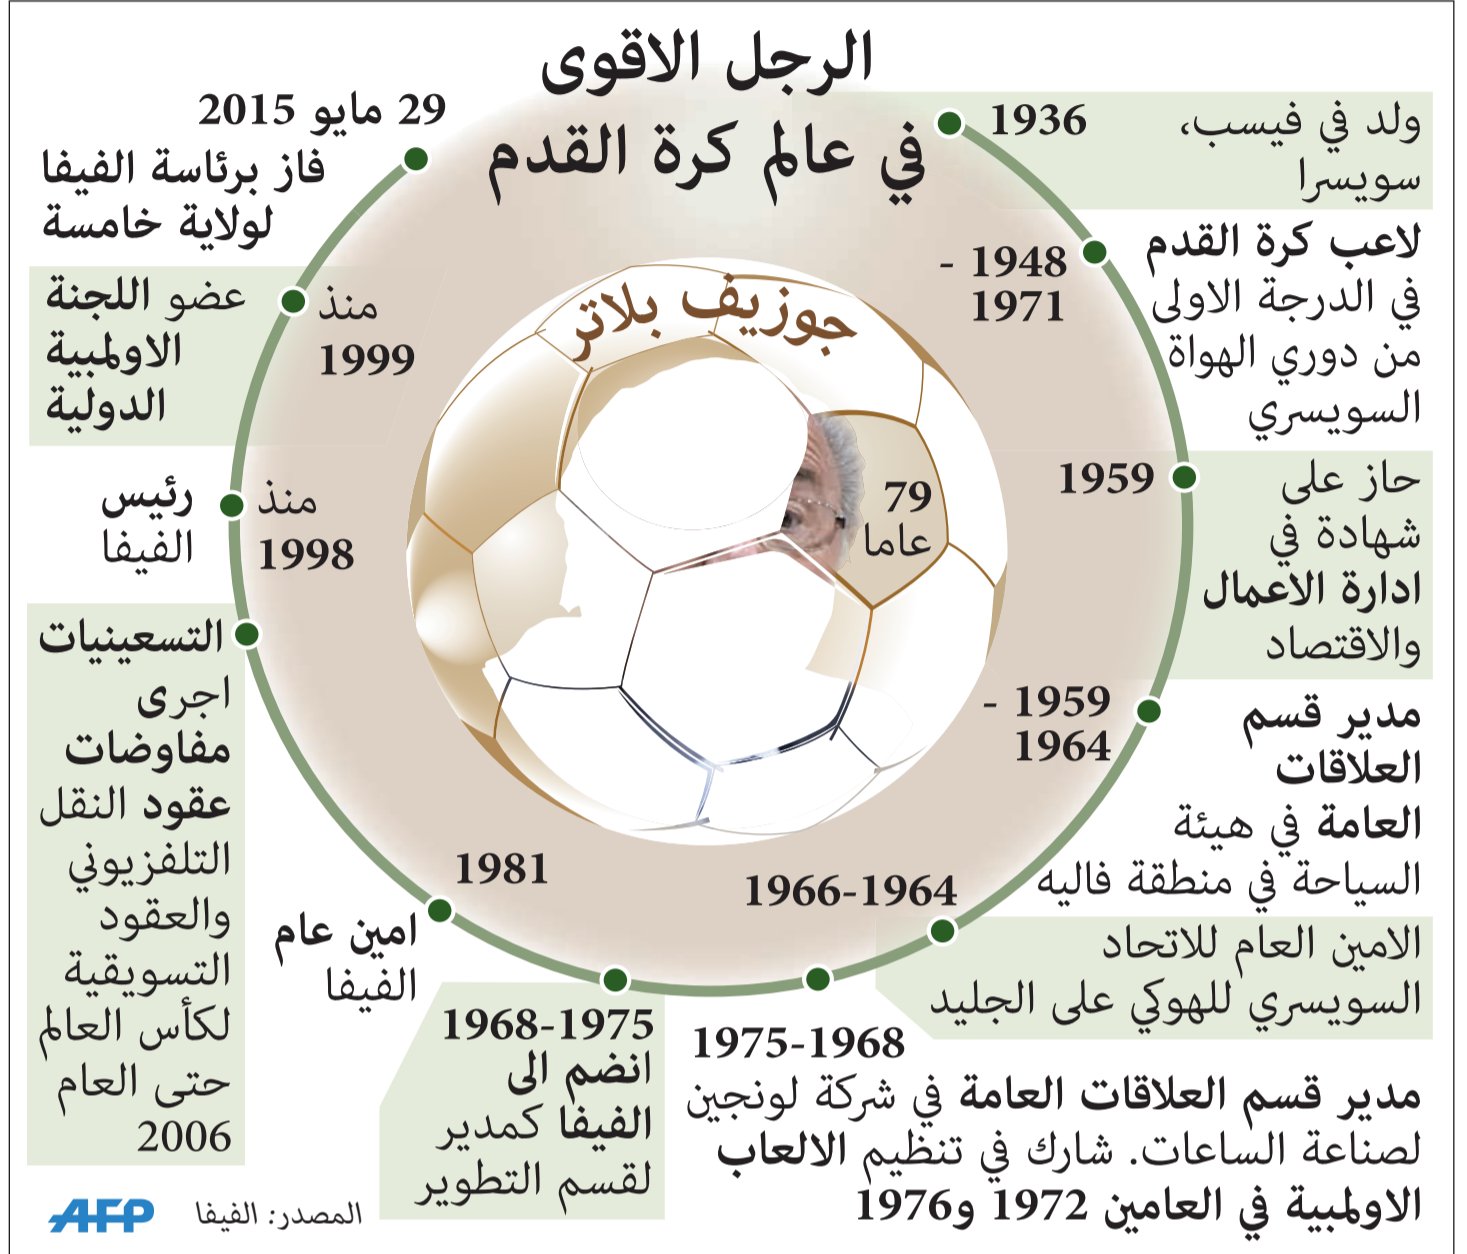 الرجل الاقوى
في عالم كرة القدم
جوزيف بلاتر
79
عاما
1936
ولد في فيسب،
سويسرا
1948 -
1971
لاعب كرة القدم
في الدرجة الاولى
من دوري الهواة
السويسري
1959
حاز على
شهادة في
ادارة الاعمال
والاقتصاد
1959 -
1964
مدير قسم
العلاقات
العامة في هيئة
السياحة في منطقة فاليه
1966-1964
الامين العام للاتحاد
السويسري للهوكي على الجليد
1975-1968
مدير قسم العلاقات العامة في شركة لونجين
لصناعة الساعات. شارك في تنظيم الالعاب
الاولمبية في العامين 1972 و1976
1968-1975
انضم الى
الفيفا كمدير
لقسم التطوير
1981
امين عام
الفيفا
التسعينيات
اجرى
مفاوضات
عقود النقل
التلفزيوني
والعقود
التسويقية
لكأس العالم
حتى العام
2006
منذ
1998
رئيس
الفيفا
منذ
1999
عضو اللجنة
الاولمبية
الدولية
29 مايو 2015
فاز برئاسة الفيفا
لولاية خامسة
المصدر: الفيفا
AFP